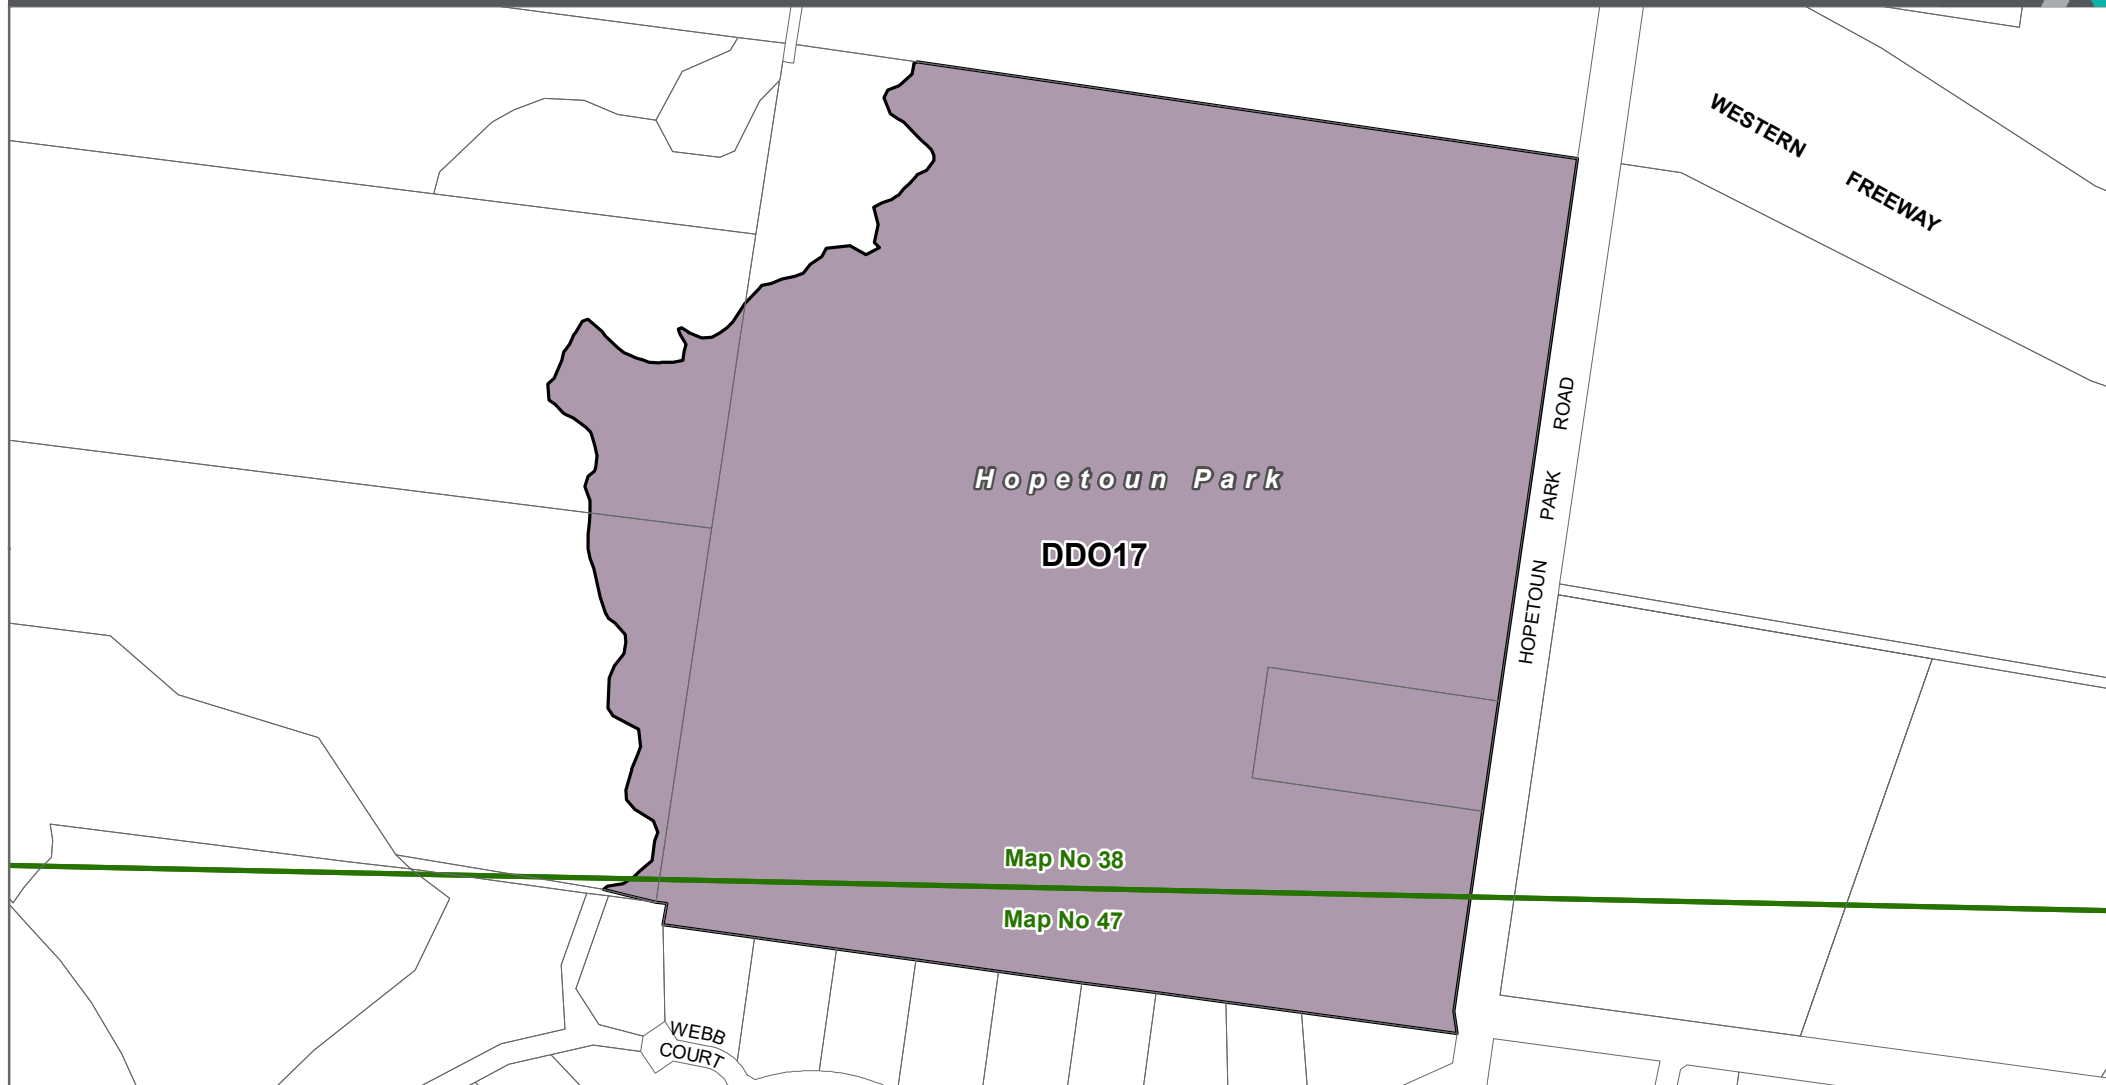 WESTERN
FREEWAY
HOPETOUN PARK ROAD
Hopetoun Park
DDO17
Map No 38
Map No 47
WEBB
COURT